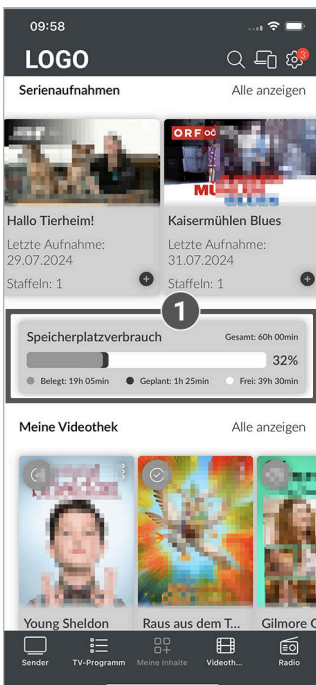 09:58
LOGO
3
Serienaufnahmen Alle anzeigen
ORF oö
Hallo Tierheim! Kaisermühlen Blues
Letzte Aufnahme: Letzte Aufnahme:
29.07.2024 31.07.2024
Staffeln: 1 Staffeln: 1
1
Speicherplatzverbrauch Gesamt: 60h 00min
32%
Belegt: 19h 05min Geplant: 1h 25min Frei: 39h 30min
Meine Videothek Alle anzeigen
Young Sheldon Raus aus dem T... Gilmore
Sender TV-Programm Meine Inhalte Videoth... Radio